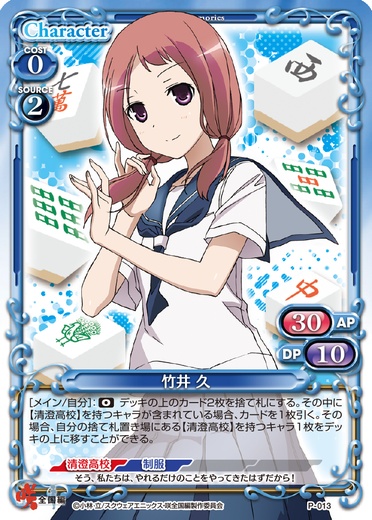 Character
COST
0
SOURCE
2
七萬
西
30 AP
DP 10
竹井 久
[メイン/自分]: O デッキの上のカード2枚を捨て札にする。その中に
【清澄高校】を持つキャラが含まれている場合、カードを1枚引く。その
場合、自分の捨て札置き場にある【清澄高校】1枚をデッ
キの上に移すことができる。
清澄高校 制服
そう、私たちは、やれるだけのことをやってきたはずだから!
咲 全国編
©小林 立/スクウェアエニックス・咲全国編製作委員会
P-013